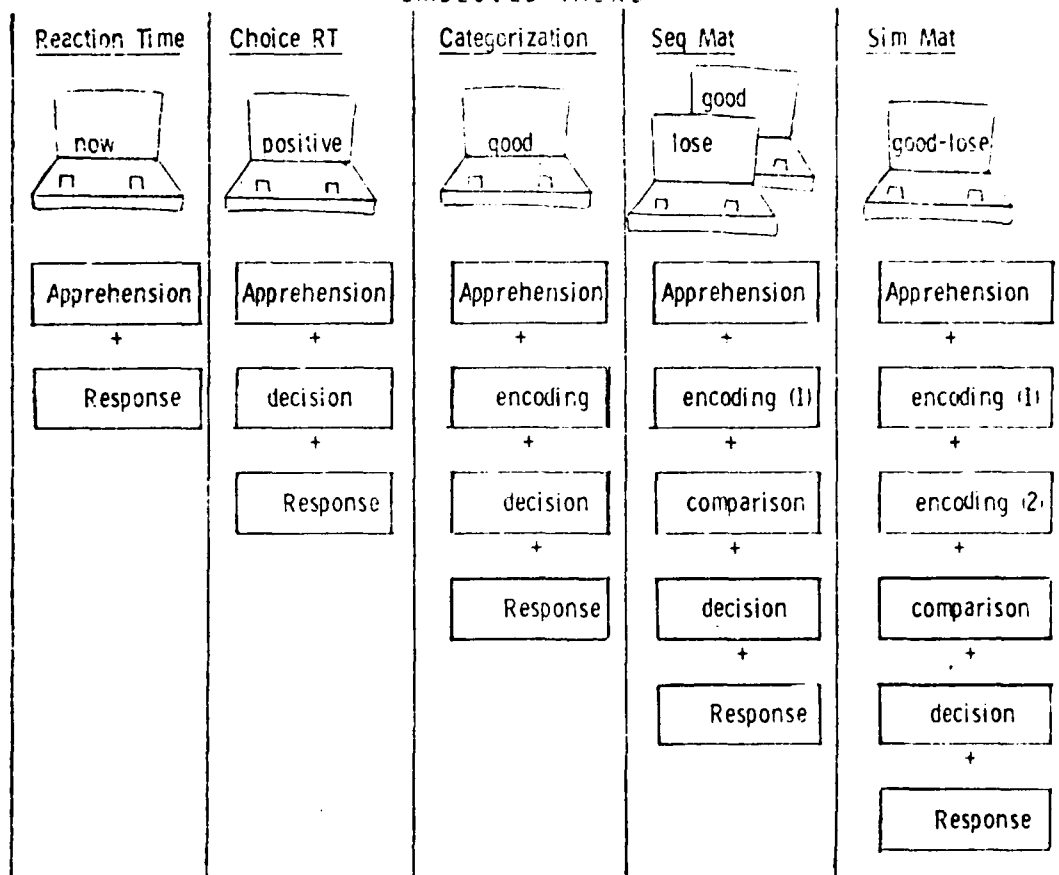 Reaction Time
now
Apprehension
+
Response
Choice RT
positive
Apprehension
+
decision
+
Response
Categorization
good
Apprehension
+
encoding
+
decision
+
Response
Seq Mat
good
lose
Apprehension
+
encoding (1)
+
comparison
+
decision
+
Response
Sim Mat
good-lose
Apprehension
+
encoding (1)
+
encoding (2)
+
comparison
+
decision
+
Response